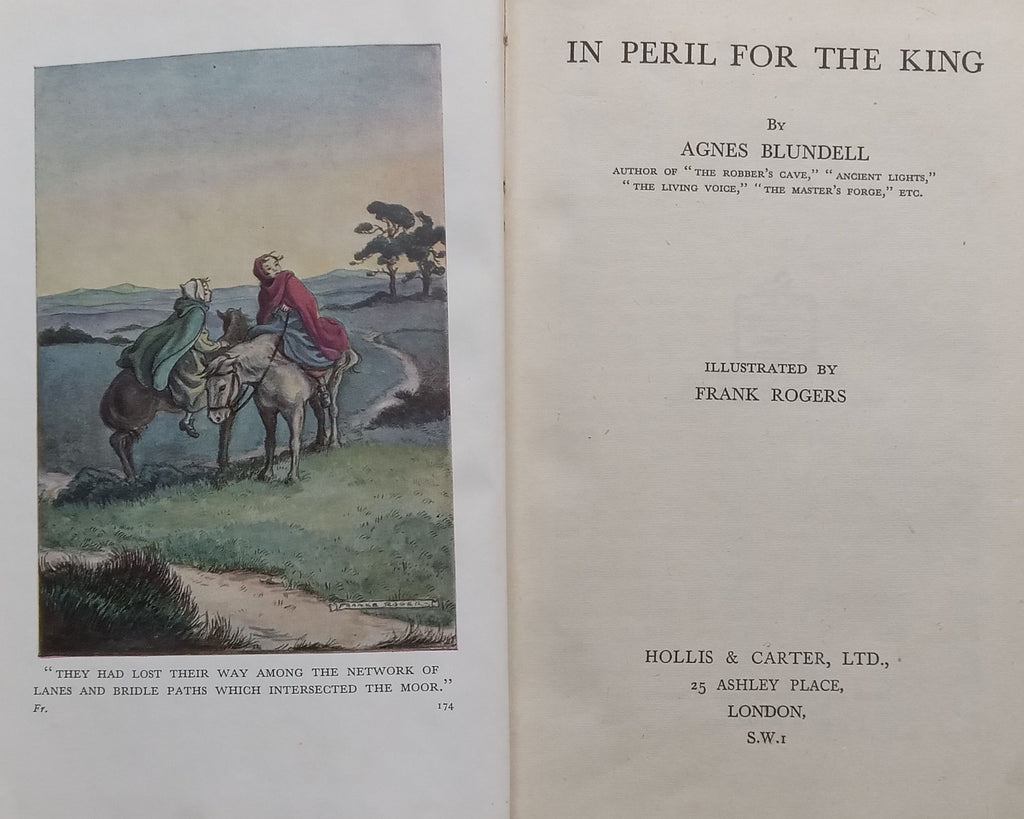 FRANK ROGERS
“THEY HAD LOST THEIR WAY AMONG THE NETWORK OF
LANES AND BRIDLE PATHS WHICH INTERSECTED THE MOOR.”
Fr. 174
IN PERIL FOR THE KING
By
AGNES BLUNDELL
AUTHOR OF “THE ROBBER'S CAVE,” “ANCIENT LIGHTS,”
“THE LIVING VOICE,” “THE MASTER'S FORGE,” ETC.
ILLUSTRATED BY
FRANK ROGERS
HOLLIS & CARTER, LTD.,
25 ASHLEY PLACE,
LONDON,
S.W.1